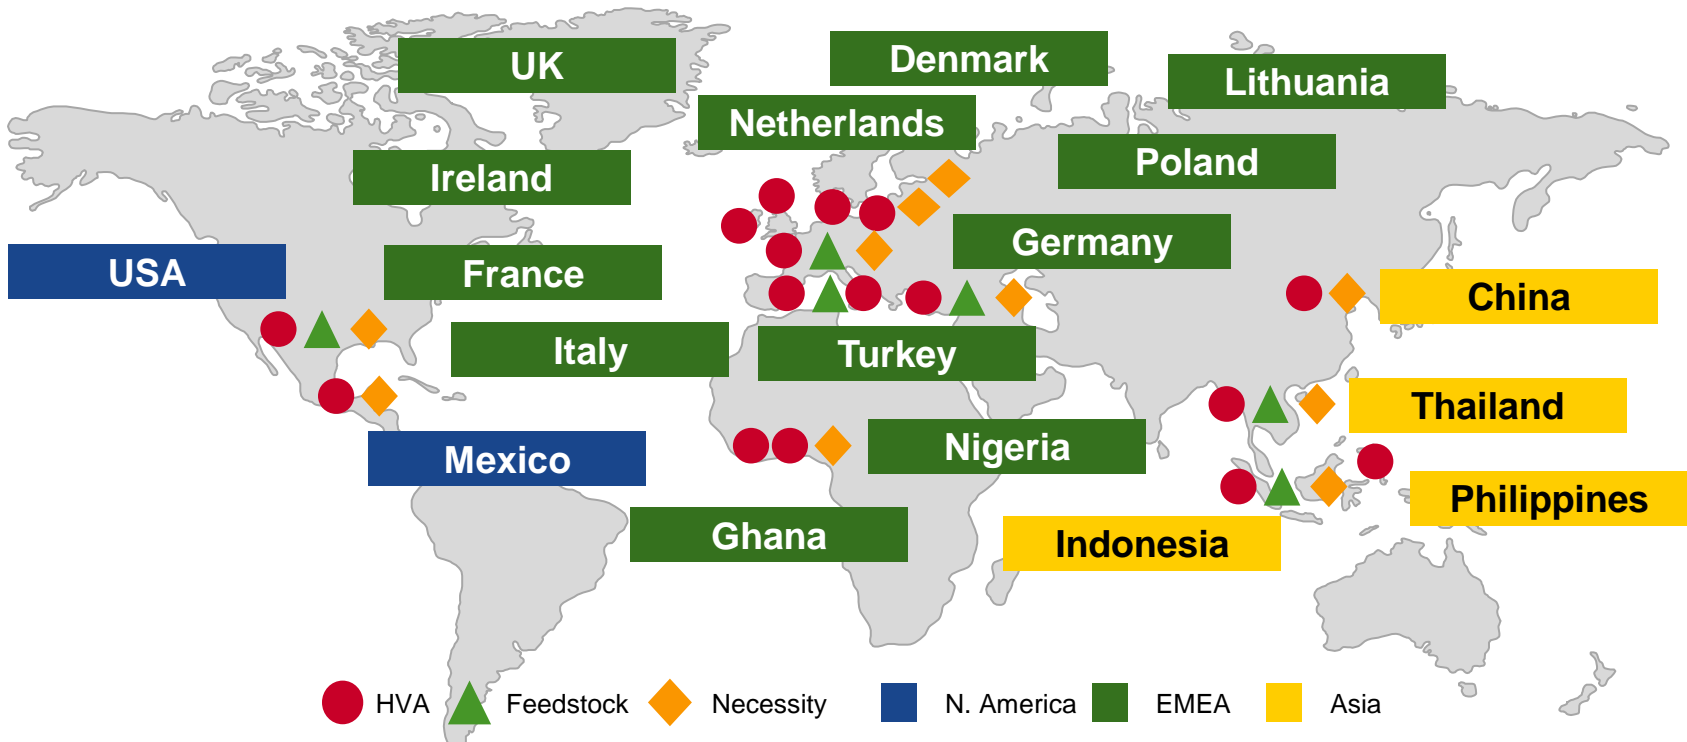 UK
Denmark
Lithuania
Netherlands
Poland
Ireland
Germany
USA
France
China
Italy
Turkey
Thailand
Nigeria
Mexico
Philippines
Ghana
Indonesia
HVA
Feedstock
Necessity
N. America
EMEA
Asia